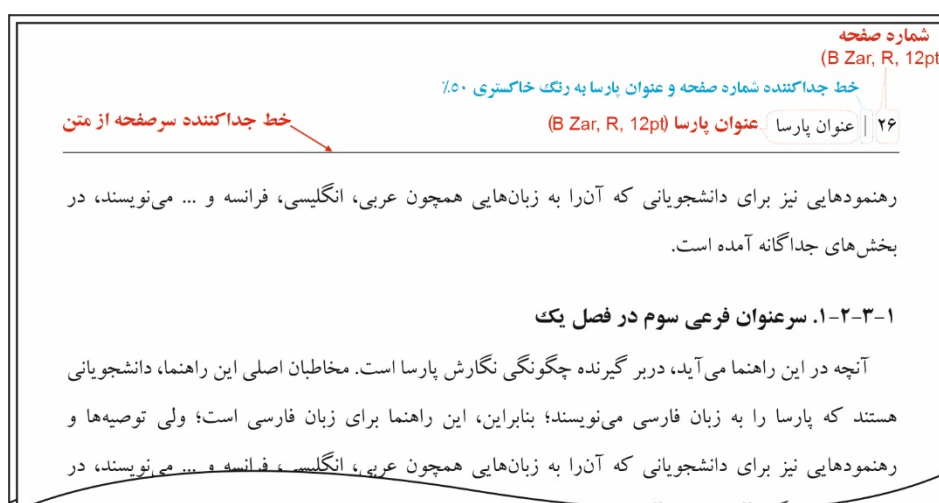 شماره صفحه
(B Zar, R, 12pt)
خط جداکننده شماره صفحه و عنوان پارسا به رنگ خاکستری ۵۰٪
۲۶ | عنوان پارسا عنوان پارسا (B Zar, R, 12pt) خط جداکننده سرصفحه از متن
رهنمودهایی نیز برای دانشجویانی که آن‌را به زبان‌هایی همچون عربی، انگلیسی، فرانسه و ... می‌نویسند، در
بخش‌های جداگانه آمده است.
۱-۲-۳-۱. سرعنوان فرعی سوم در فصل یک
آنچه در این راهنما می‌آید، دربر گیرنده چگونگی نگارش پارسا است. مخاطبان اصلی این راهنما، دانشجویانی
هستند که پارسا را به زبان فارسی می‌نویسند؛ بنابراین، این راهنما برای زبان فارسی است؛ ولی توصیه‌ها و
رهنمودهایی نیز برای دانشجویانی که آن‌را به زبان‌هایی همچون عربی، انگلیسی، فرانسه و ... می‌نویسند، در